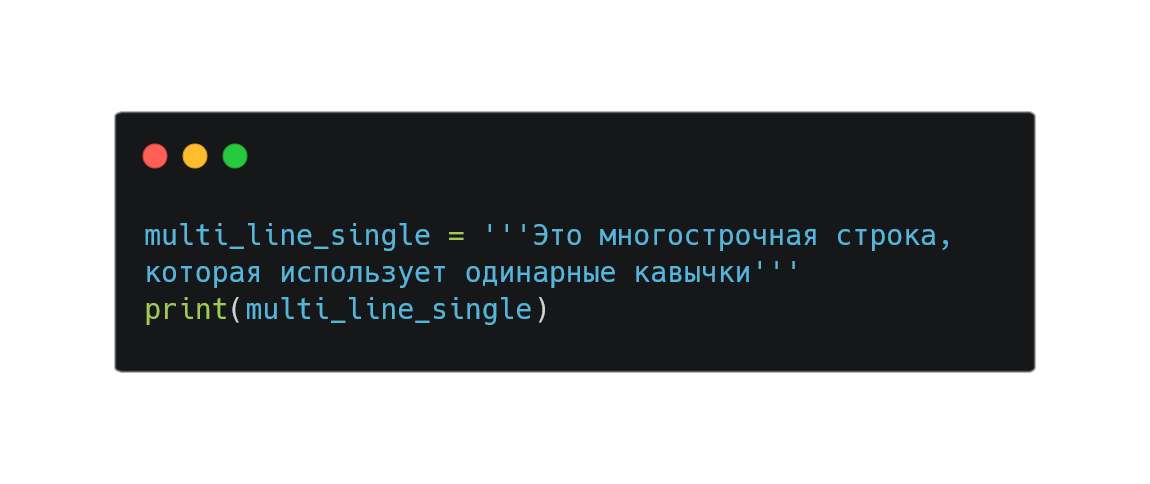 multi_line_single = '''Это многострочная строка,
которая использует одинарные кавычки'''
print(multi_line_single)